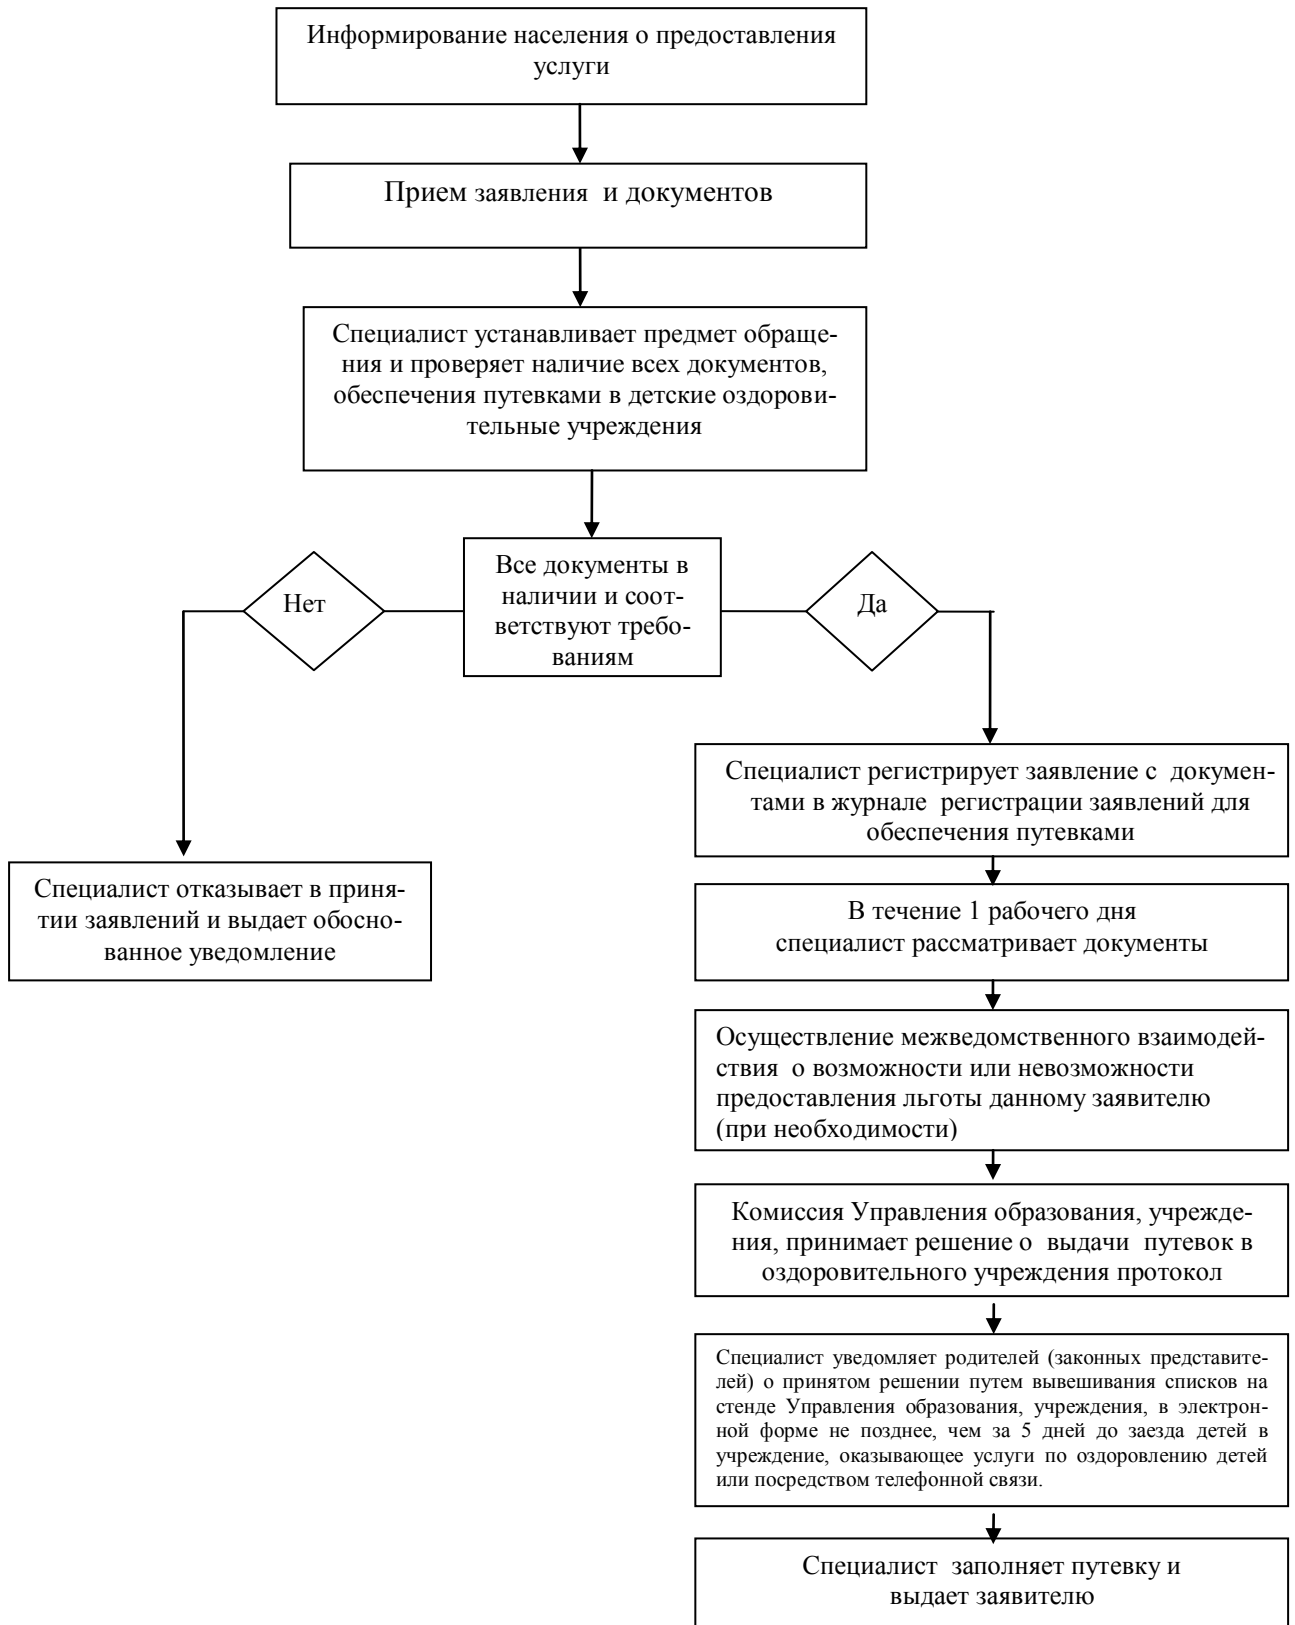 Информирование населения о предоставления
услуги
Прием заявления и документов
Специалист устанавливает предмет обраще-
ния и проверяет наличие всех документов,
обеспечения путевками в детские оздорови-
тельные учреждения
Все документы в
наличии и соот-
ветствуют требо-
ваниям
Нет
Да
Специалист регистрирует заявление с докумен-
тами в журнале регистрации заявлений для
обеспечения путевками
Специалист отказывает в приня-
тии заявлений и выдает обосно-
ванное уведомление
В течение 1 рабочего дня
специалист рассматривает документы
Осуществление межведомственного взаимодей-
ствия о возможности или невозможности
предоставления льготы данному заявителю
(при необходимости)
Комиссия Управления образования, учрежде-
ния, принимает решение о выдачи путевок в
оздоровительного учреждения протокол
Специалист уведомляет родителей (законных представите-
лей) о принятом решении путем вывешивания списков на
стенде Управления образования, учреждения, в электрон-
ной форме не позднее, чем за 5 дней до заезда детей в
учреждение, оказывающее услуги по оздоровлению детей
или посредством телефонной связи.
Специалист заполняет путевку и
выдает заявителю